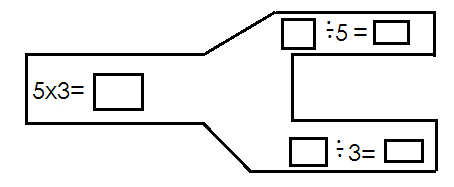 ÷5 =
5x3=
÷3=